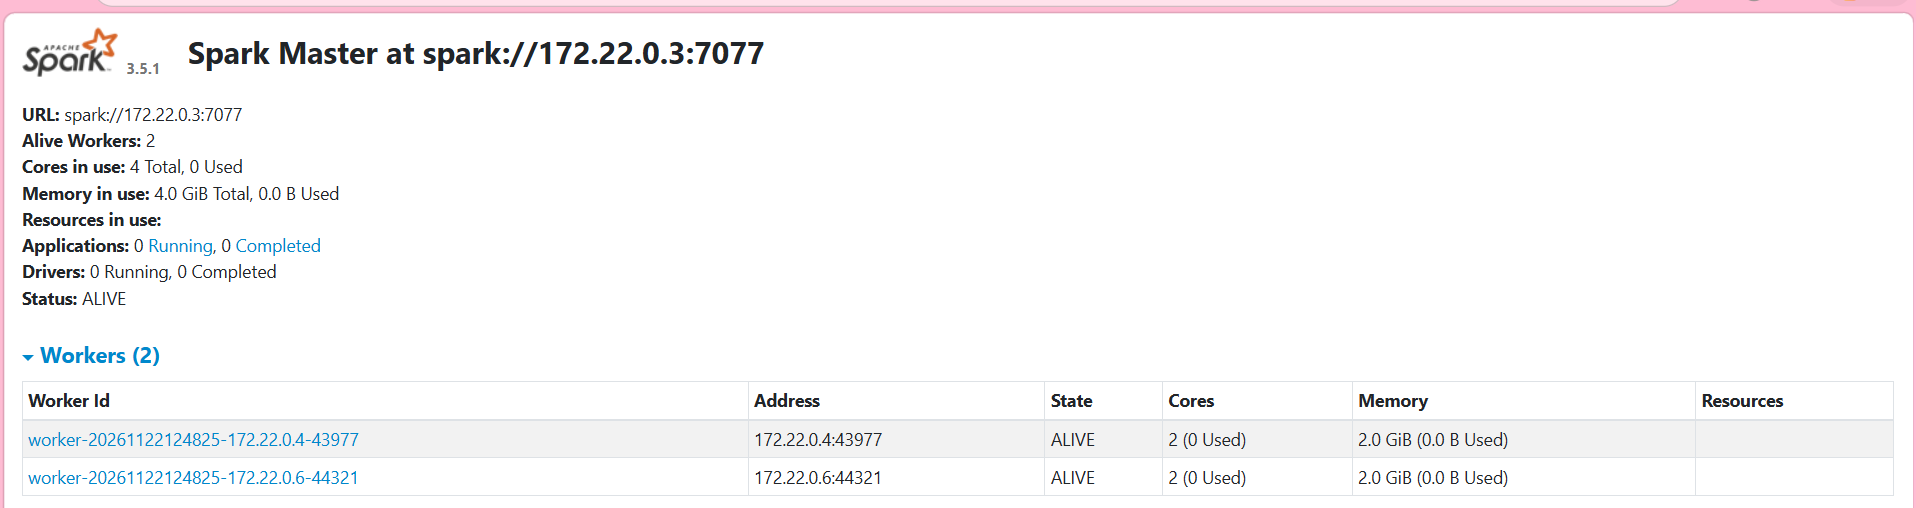 APACHE
Spark 3.5.1 Spark Master at spark://172.22.0.3:7077
URL: spark://172.22.0.3:7077
Alive Workers: 2
Cores in use: 4 Total, 0 Used
Memory in use: 4.0 GiB Total, 0.0 B Used
Resources in use:
Applications: 0 Running, 0 Completed
Drivers: 0 Running, 0 Completed
Status: ALIVE
Workers (2)
Worker Id Address State Cores Memory Resources
worker-20261122124825-172.22.0.4-43977 172.22.0.4:43977 ALIVE 2 (0 Used) 2.0 GiB (0.0 B Used)
worker-20261122124825-172.22.0.6-44321 172.22.0.6:44321 ALIVE 2 (0 Used) 2.0 GiB (0.0 B Used)